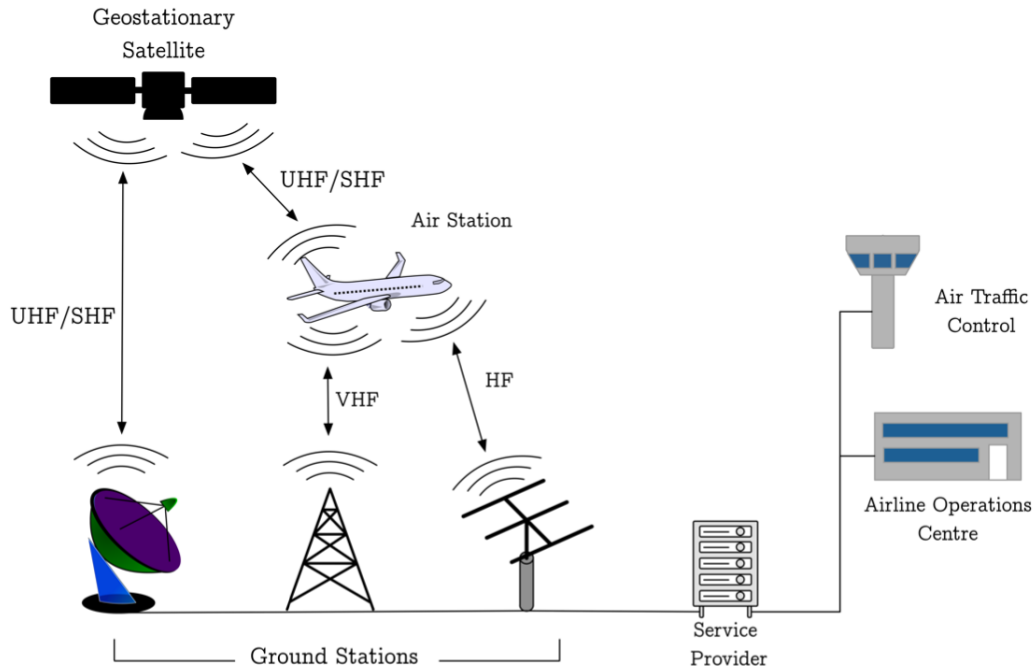 Geostationary
Satellite
UHF/SHF
Air Station
UHF/SHF
Air Traffic
Control
HF
VHF
Airline Operations
Centre
Service
Provider
Ground Stations